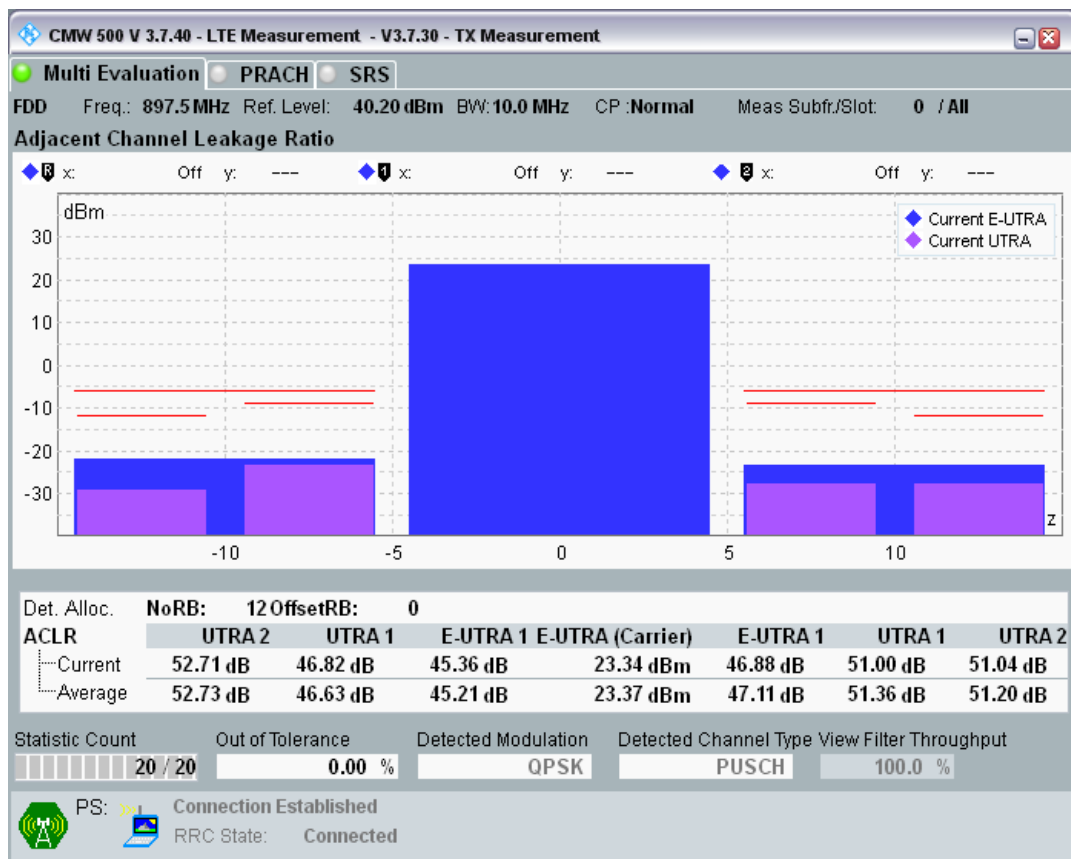 CMW 500 V 3.7.40 - LTE Measurement - V3.7.30 - TX Measurement
Multi Evaluation PRACH SRS
FDD Freq.: 897.5 MHz Ref. Level: 40.20 dBm BW: 10.0 MHz CP :Normal Meas Subfr./Slot: 0 / All
Adjacent Channel Leakage Ratio
R x: Off y: --- 1 x: Off y: --- 2 x: Off y: ---
dBm
Current E-UTRA
Current UTRA
30
20
10
0
-10
-20
-30
z
-10 -5 0 5 10
Det. Alloc. NoRB: 12 OffsetRB: 0
ACLR UTRA 2 UTRA 1 E-UTRA 1 E-UTRA (Carrier) E-UTRA 1 UTRA 1 UTRA 2
Current 52.71 dB 46.82 dB 45.36 dB 23.34 dBm 46.88 dB 51.00 dB 51.04 dB
Average 52.73 dB 46.63 dB 45.21 dB 23.37 dBm 47.11 dB 51.36 dB 51.20 dB
Statistic Count Out of Tolerance Detected Modulation Detected Channel Type View Filter Throughput
20 / 20 0.00 % QPSK PUSCH 100.0 %
PS: Connection Established
RRC State: Connected